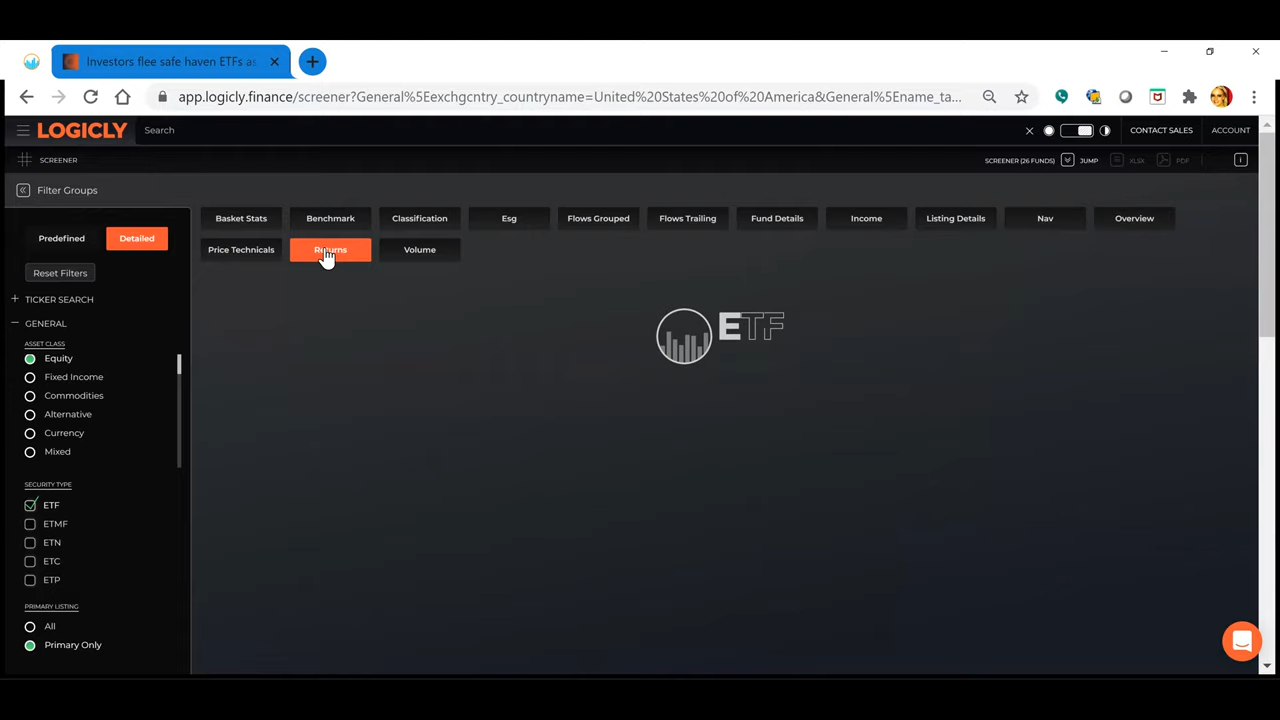 Investors flee safe haven ETFs as
app.logicly.finance/screener?General%5Eexchgcntry_countryname=United%20States%20of%20America&General%5Ename_ta...
LOGICLY
Search
CONTACT SALES
ACCOUNT
SCREENER
SCREENER (26 FUNDS)
JUMP
XLSX
PDF
Filter Groups
Predefined
Detailed
Reset Filters
TICKER SEARCH
GENERAL
ASSET CLASS
Equity
Fixed Income
Commodities
Alternative
Currency
Mixed
SECURITY TYPE
ETF
ETMF
ETN
ETC
ETP
PRIMARY LISTING
All
Primary Only
Basket Stats
Benchmark
Classification
Esg
Flows Grouped
Flows Trailing
Fund Details
Income
Listing Details
Nav
Overview
Price Technicals
Returns
Volume
ETF